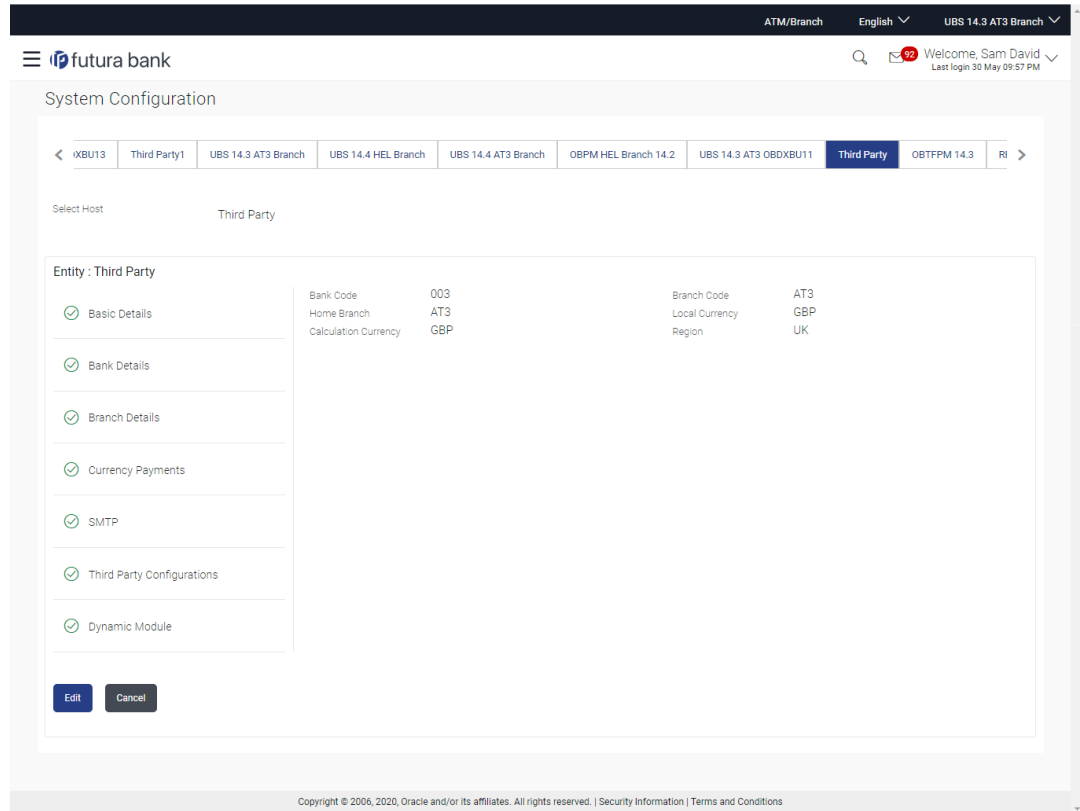 ATM/Branch English UBS 14.3 AT3 Branch
futura bank 92 Welcome, Sam David
Last login 30 May 09:57 PM
System Configuration
XBU13 Third Party1 UBS 14.3 AT3 Branch UBS 14.4 HEL Branch UBS 14.4 AT3 Branch OBPM HEL Branch 14.2 UBS 14.3 AT3 OBDXBU11 Third Party OBTFPM 14.3
Select Host Third Party
Entity : Third Party
Basic Details
Bank Details
Branch Details
Currency Payments
SMTP
Third Party Configurations
Dynamic Module
Bank Code 003 Branch Code AT3
Home Branch AT3 Local Currency GBP
Calculation Currency GBP Region UK
Edit Cancel
Copyright © 2006, 2020, Oracle and/or its affiliates. All rights reserved. | Security Information | Terms and Conditions